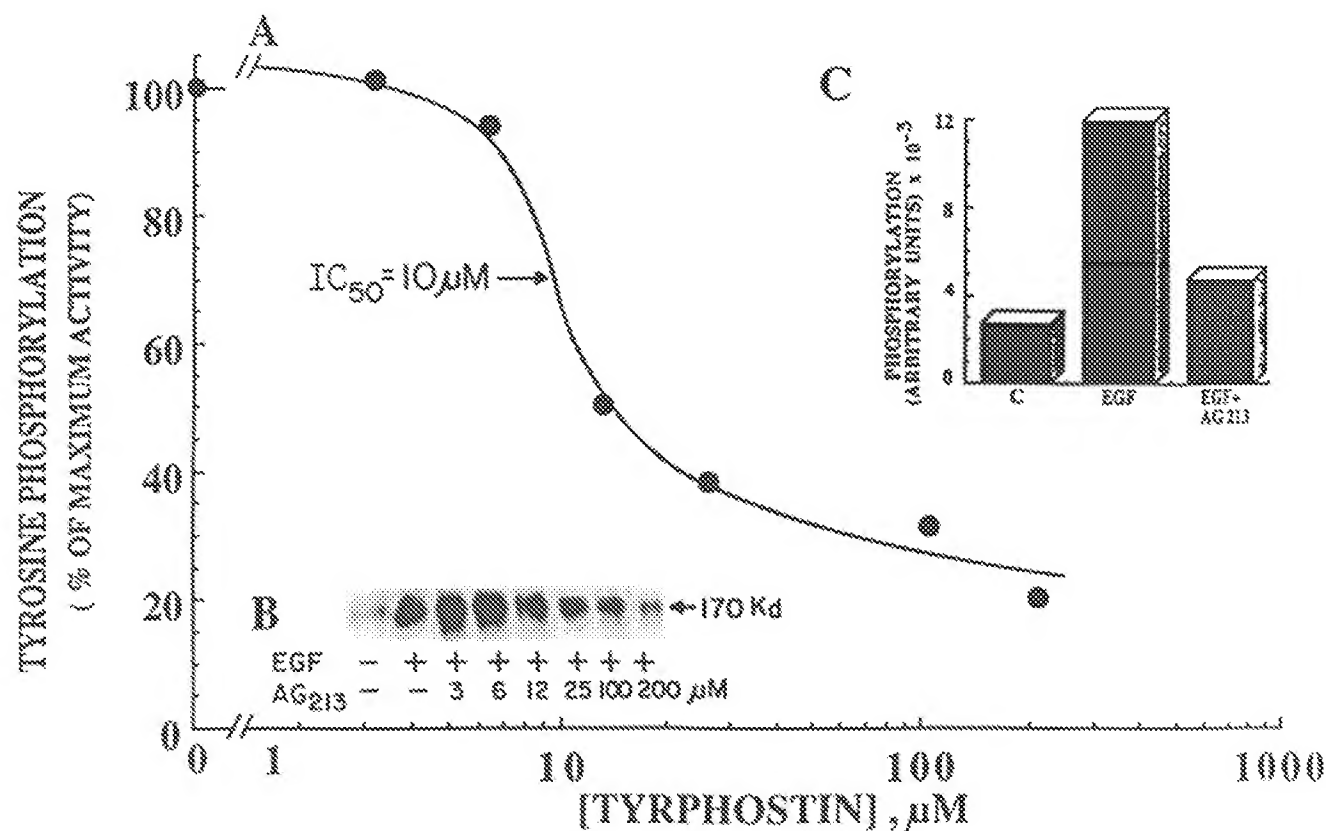 A
C
TYROSINE PHOSPHORYLATION
( % OF MAXIMUM ACTIVITY)
100
80
60
40
20
0
IC50 = 10 µM
PHOSPHORYLATION
(ARBITRARY UNITS) x 10-3
12
8
4
0
C EGF EGF+
AG213
B
170 Kd
EGF - + + + + + + +
AG213 - - 3 6 12 25 100 200 µM
0 1 10 100 1000
[TYRPHOSTIN] , µM